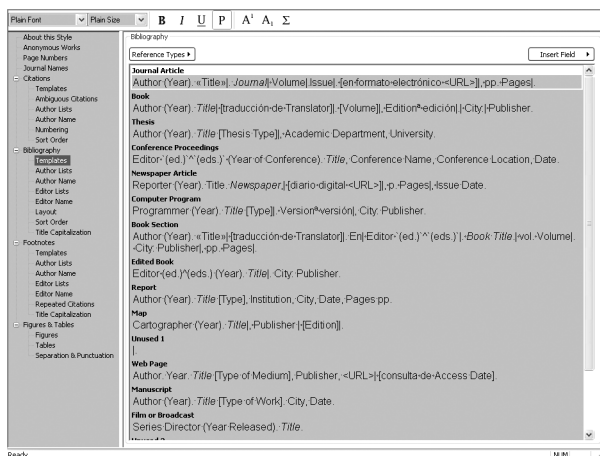 Plain Font Plain Size B I U P A¹ A₁ Σ
About this Style
Anonymous Works
Page Numbers
Journal Names
Citations
Templates
Ambiguous Citations
Author Lists
Author Name
Numbering
Sort Order
Bibliography
Templates
Author Lists
Author Name
Editor Lists
Editor Name
Layout
Sort Order
Title Capitalization
Footnotes
Templates
Author Lists
Author Name
Editor Lists
Editor Name
Repeated Citations
Title Capitalization
Figures & Tables
Figures
Tables
Separation & Punctuation
Bibliography
Reference Types Insert Field
Journal Article
Author·(Year).·«Title»|.·Journal|·Volume|.Issue|,·[en·formato·electrónico·<URL>]|,·pp.·Pages|.
Book
Author·(Year).·Title|·[traducción·de·Translator]|.·[Volume]|,·Editionª·edición|,|·City:|·Publisher.
Thesis
Author·(Year).·Title·[Thesis·Type]|,·Academic·Department,·University.
Conference Proceedings
Editor·`(ed.)`^`(eds.)`·(Year·of·Conference).·Title,·Conference·Name,·Conference·Location,·Date.
Newspaper Article
Reporter·(Year).·Title.·Newspaper,|·[diario·digital·<URL>]|,·p.·Pages|,·Issue·Date.
Computer Program
Programmer·(Year).·Title·[Type]|,·Versionª·versión|,·City:·Publisher.
Book Section
Author·(Year).·«Title»|·[traducción·de·Translator]|.·En|·Editor·`(ed.)`^`(eds.)`|.·Book·Title.|·vol.·Volume|.
·City:·Publisher|,·pp.·Pages|.
Edited Book
Editor·(ed.)^(eds.)·(Year).·Title|.·City:·Publisher.
Report
Author·(Year).·Title·[Type],·Institution,·City,·Date,·Pages·pp.
Map
Cartographer·(Year).·Title|,·Publisher·|·[Edition]|.
Unused 1
|.
Web Page
Author.·Year.·Title·[Type·of·Medium],·Publisher,·<URL>|·[consulta·de·Access·Date].
Manuscript
Author·(Year).·Title·[Type·of·Work].·City,·Date.
Film or Broadcast
Series·Director·(Year·Released).·Title.
Unused 2
Ready NUM